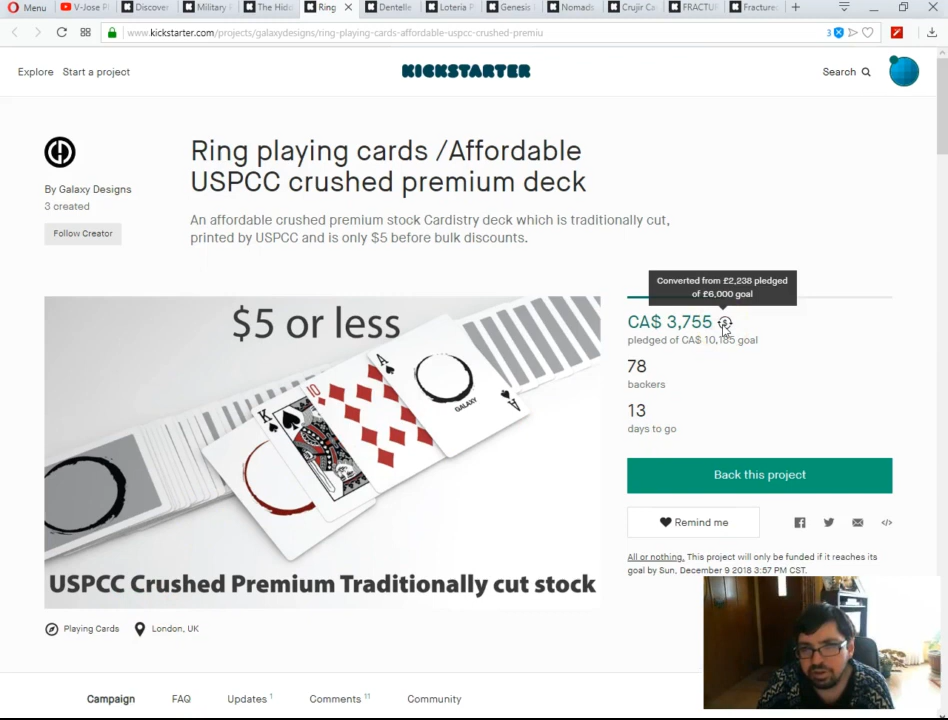 Menu
V-Jose P
Discover
Military
The Hidd
Ring
Dentelle
Loteria P
Genesis
Nomads
Crujir Ca
FRACTUR
Fractured
www.kickstarter.com/projects/galaxydesigns/ring-playing-cards-affordable-uspcc-crushed-premiu
3
Explore
Start a project
KICKSTARTER
Search
By Galaxy Designs
3 created
Follow Creator
Ring playing cards /Affordable
USPCC crushed premium deck
An affordable crushed premium stock Cardistry deck which is traditionally cut,
printed by USPCC and is only $5 before bulk discounts.
$5 or less
K
10
A
GALAXY
A
USPCC Crushed Premium Traditionally cut stock
Converted from £2,238 pledged
of £6,000 goal
CA$ 3,755
pledged of CA$ 10,185 goal
78
backers
13
days to go
Back this project
Remind me
All or nothing. This project will only be funded if it reaches its
goal by Sun, December 9 2018 3:57 PM CST.
Playing Cards
London, UK
Campaign
FAQ
Updates 1
Comments 11
Community